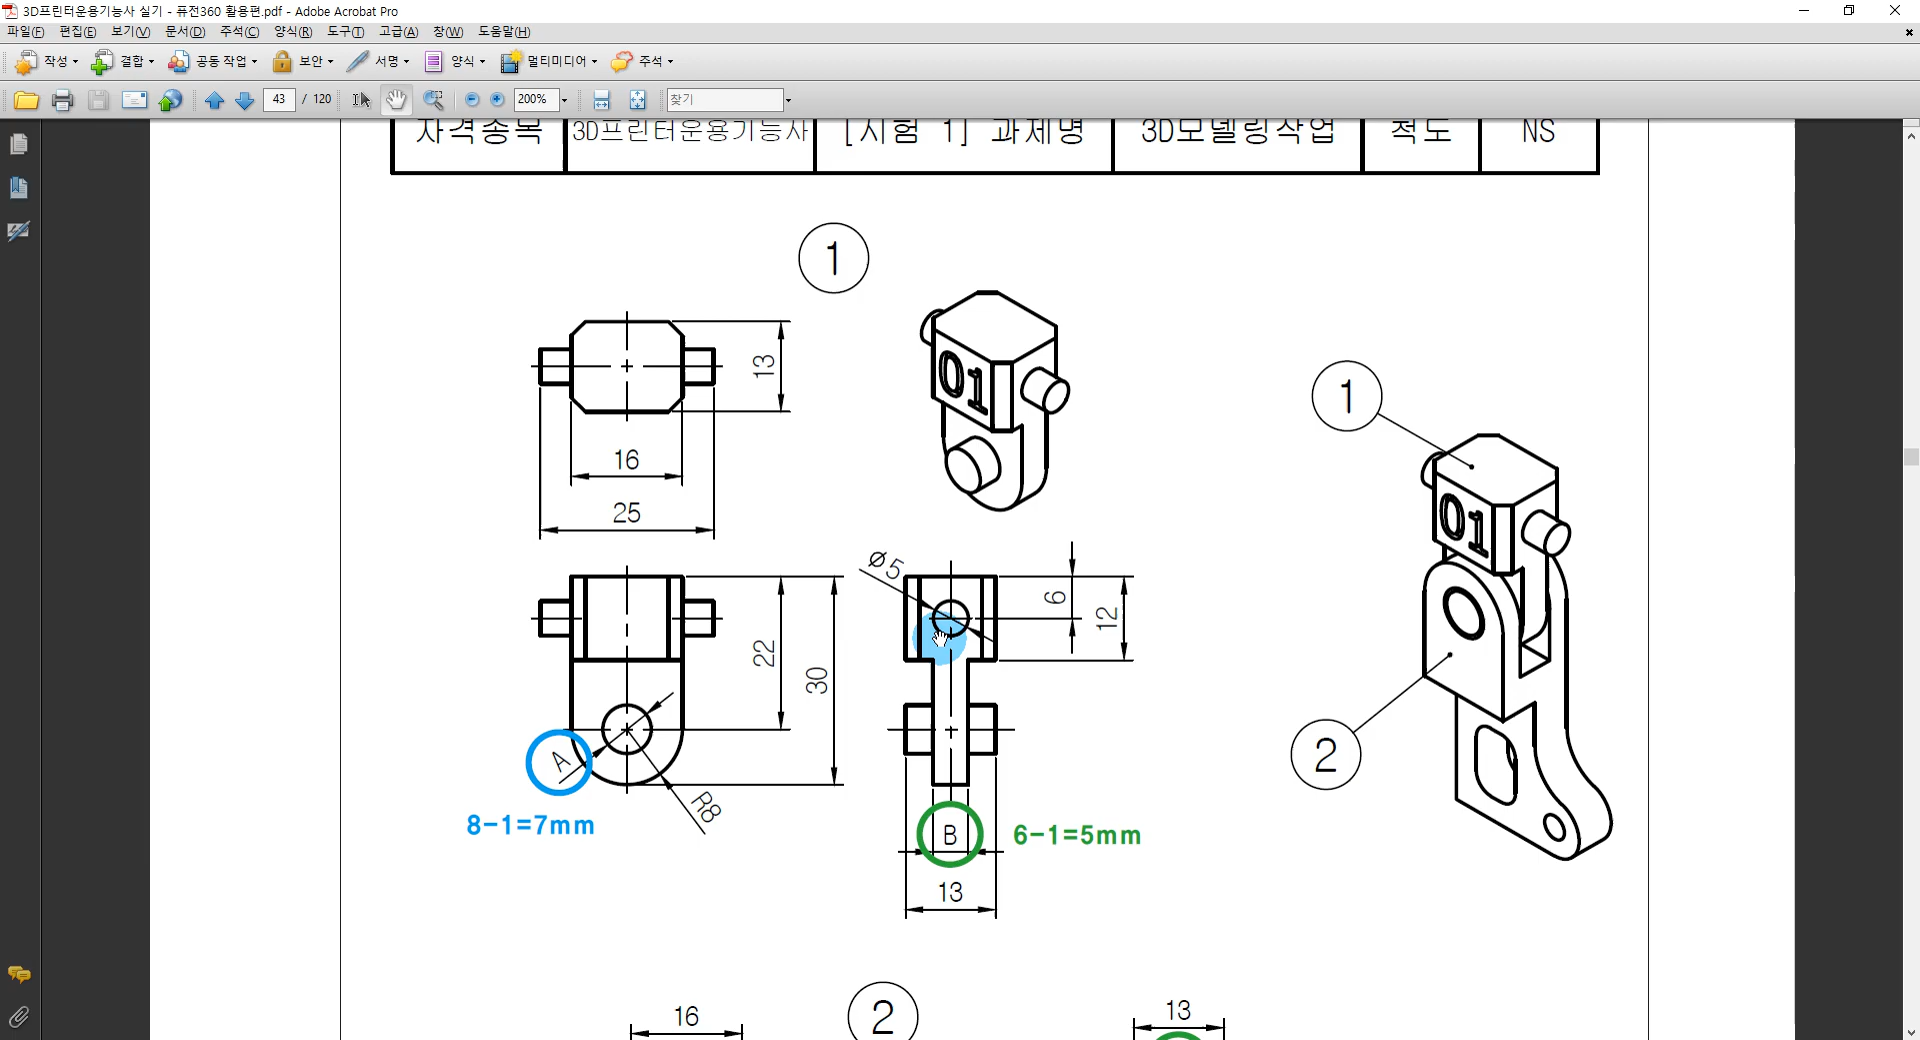 3D프린터운용기능사 실기 - 퓨전360 활용편.pdf - Adobe Acrobat Pro
파일(F) 편집(E) 보기(V) 문서(D) 주석(C) 양식(R) 도구(T) 고급(A) 창(W) 도움말(H)
작성 결합 공동 작업 보안 서명 양식 멀티미디어 주석
43 / 120 200% 찾기
자격종목 3D프린터운용기능사 [시험 1] 과제명 3D모델링작업 척도 NS
1
13
16
25
01
1
01
2
22
30
A
R8
8-1=7mm
ø5
6
12
B
6-1=5mm
13
16
2
13